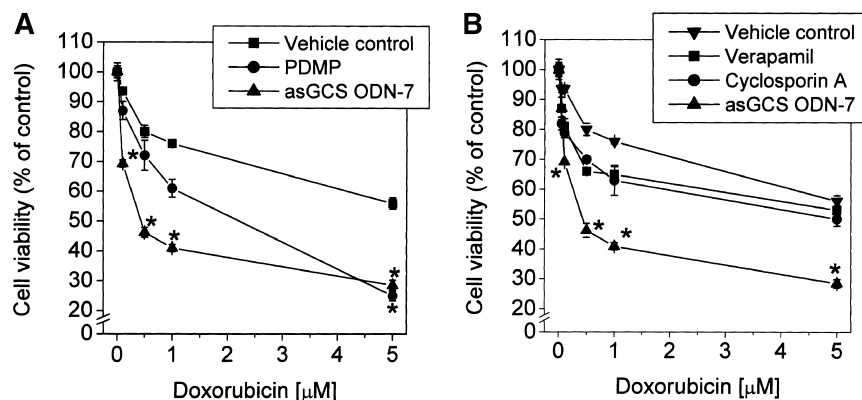 A
Vehicle control
PDMP
asGCS ODN-7
Cell viability (% of control)
110
100
90
80
70
60
50
40
30
20
0
*
*
*
*
*
0 1 2 3 4 5
Doxorubicin [µM]
B
Vehicle control
Verapamil
Cyclosporin A
asGCS ODN-7
Cell viability (% of control)
110
100
90
80
70
60
50
40
30
20
0
*
*
*
*
0 1 2 3 4 5
Doxorubicin [µM]